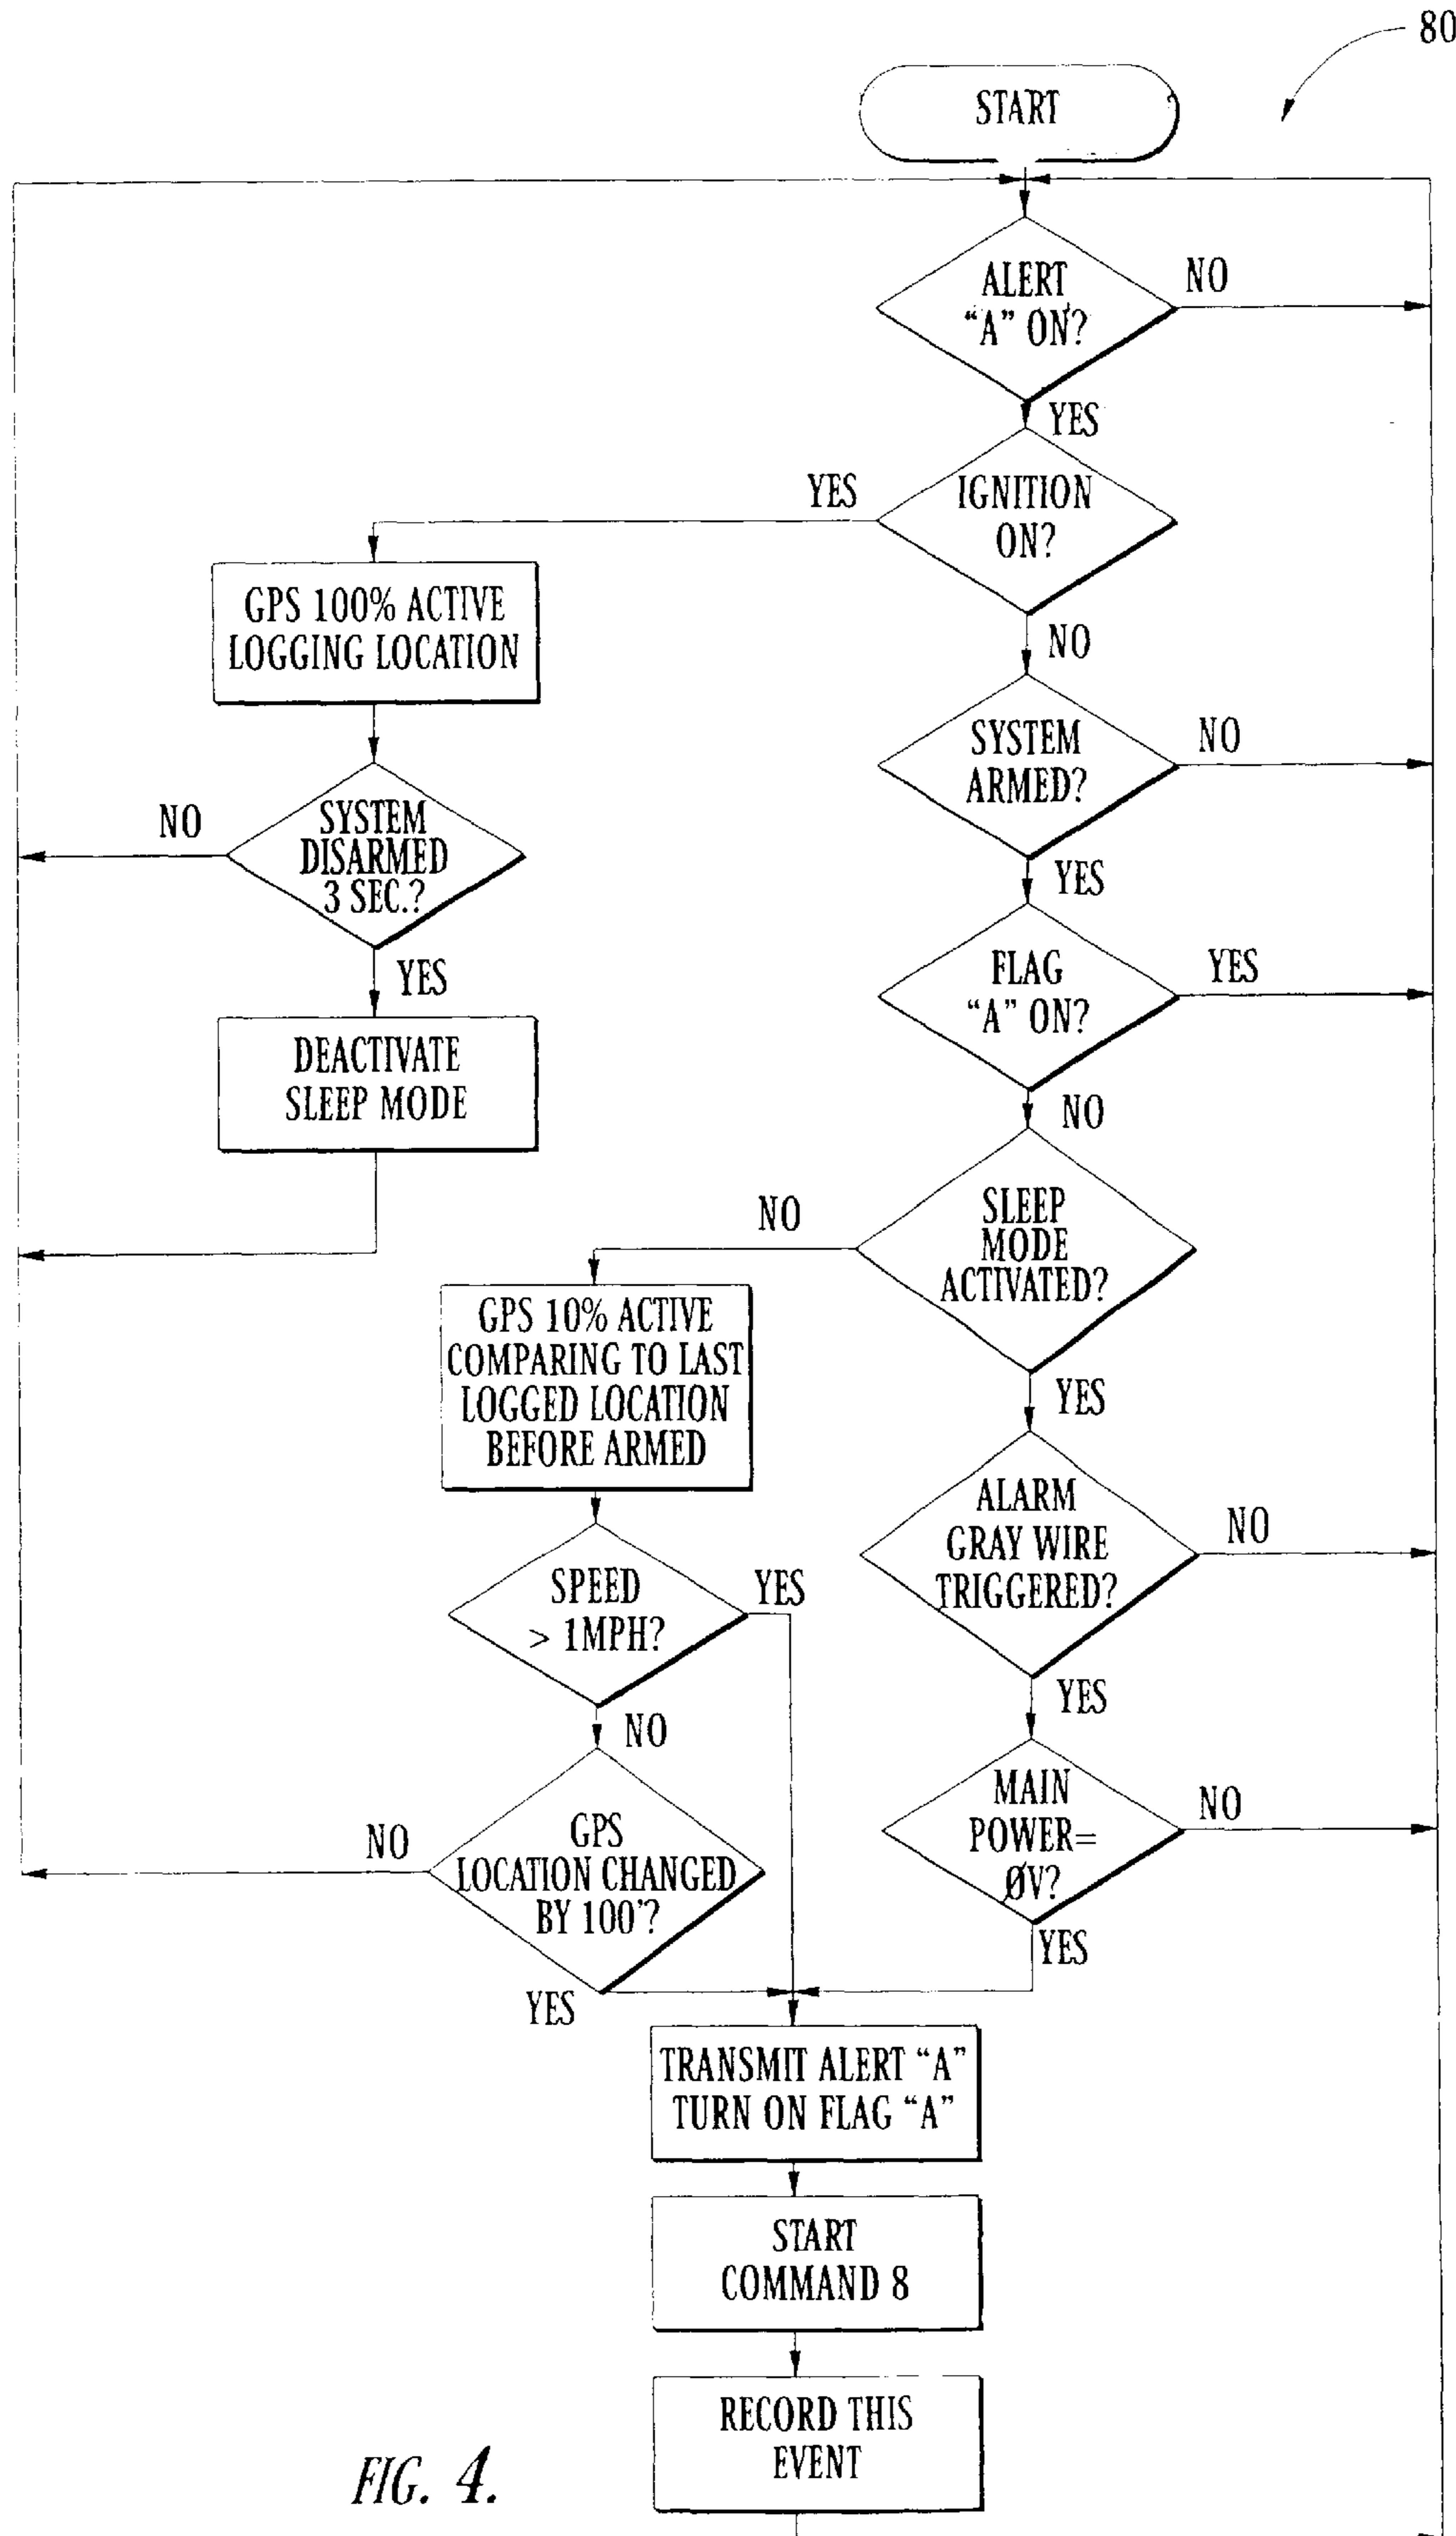 80
START
ALERT
“A” ON?
NO
YES
IGNITION
ON?
YES
NO
GPS 100% ACTIVE
LOGGING LOCATION
SYSTEM
ARMED?
NO
YES
SYSTEM
DISARMED
3 SEC.?
NO
YES
FLAG
“A” ON?
YES
NO
DEACTIVATE
SLEEP MODE
SLEEP
MODE
ACTIVATED?
NO
YES
GPS 10% ACTIVE
COMPARING TO LAST
LOGGED LOCATION
BEFORE ARMED
ALARM
GRAY WIRE
TRIGGERED?
NO
YES
SPEED
> 1MPH?
YES
NO
MAIN
POWER=
ØV?
NO
YES
GPS
LOCATION CHANGED
BY 100'?
NO
YES
TRANSMIT ALERT “A”
TURN ON FLAG “A”
START
COMMAND 8
RECORD THIS
EVENT
FIG. 4.